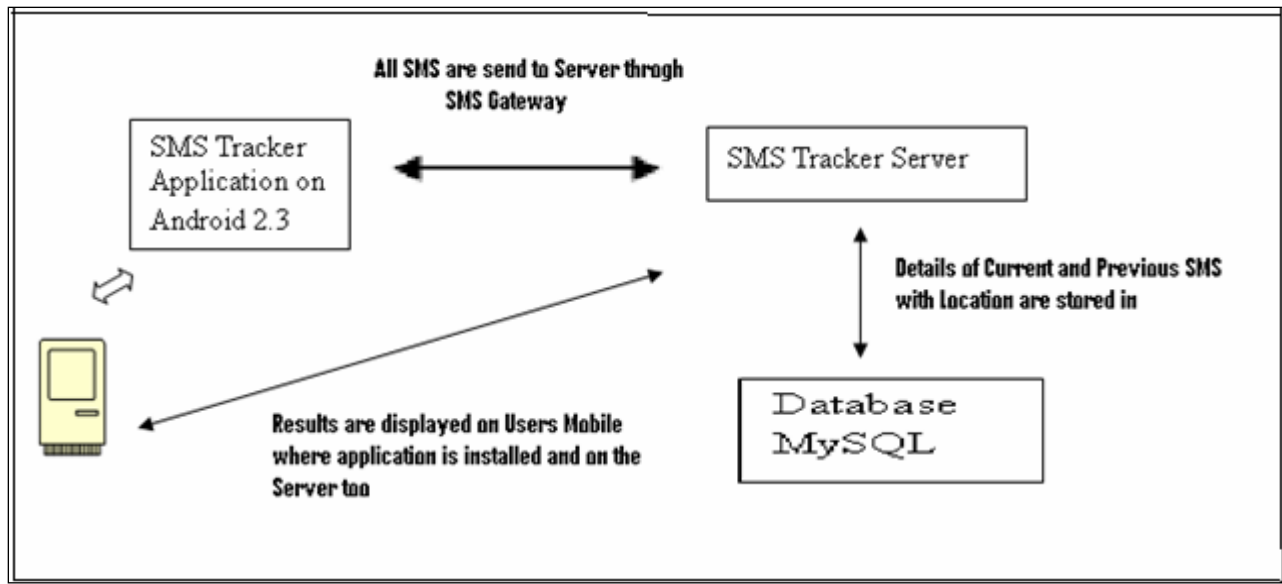 All SMS are send to Server throgh
SMS Gateway
SMS Tracker
Application on
Android 2.3
SMS Tracker Server
Details of Current and Previous SMS
with Location are stored in
Database
MySQL
Results are displayed on Users Mobile
where application is installed and on the
Server too